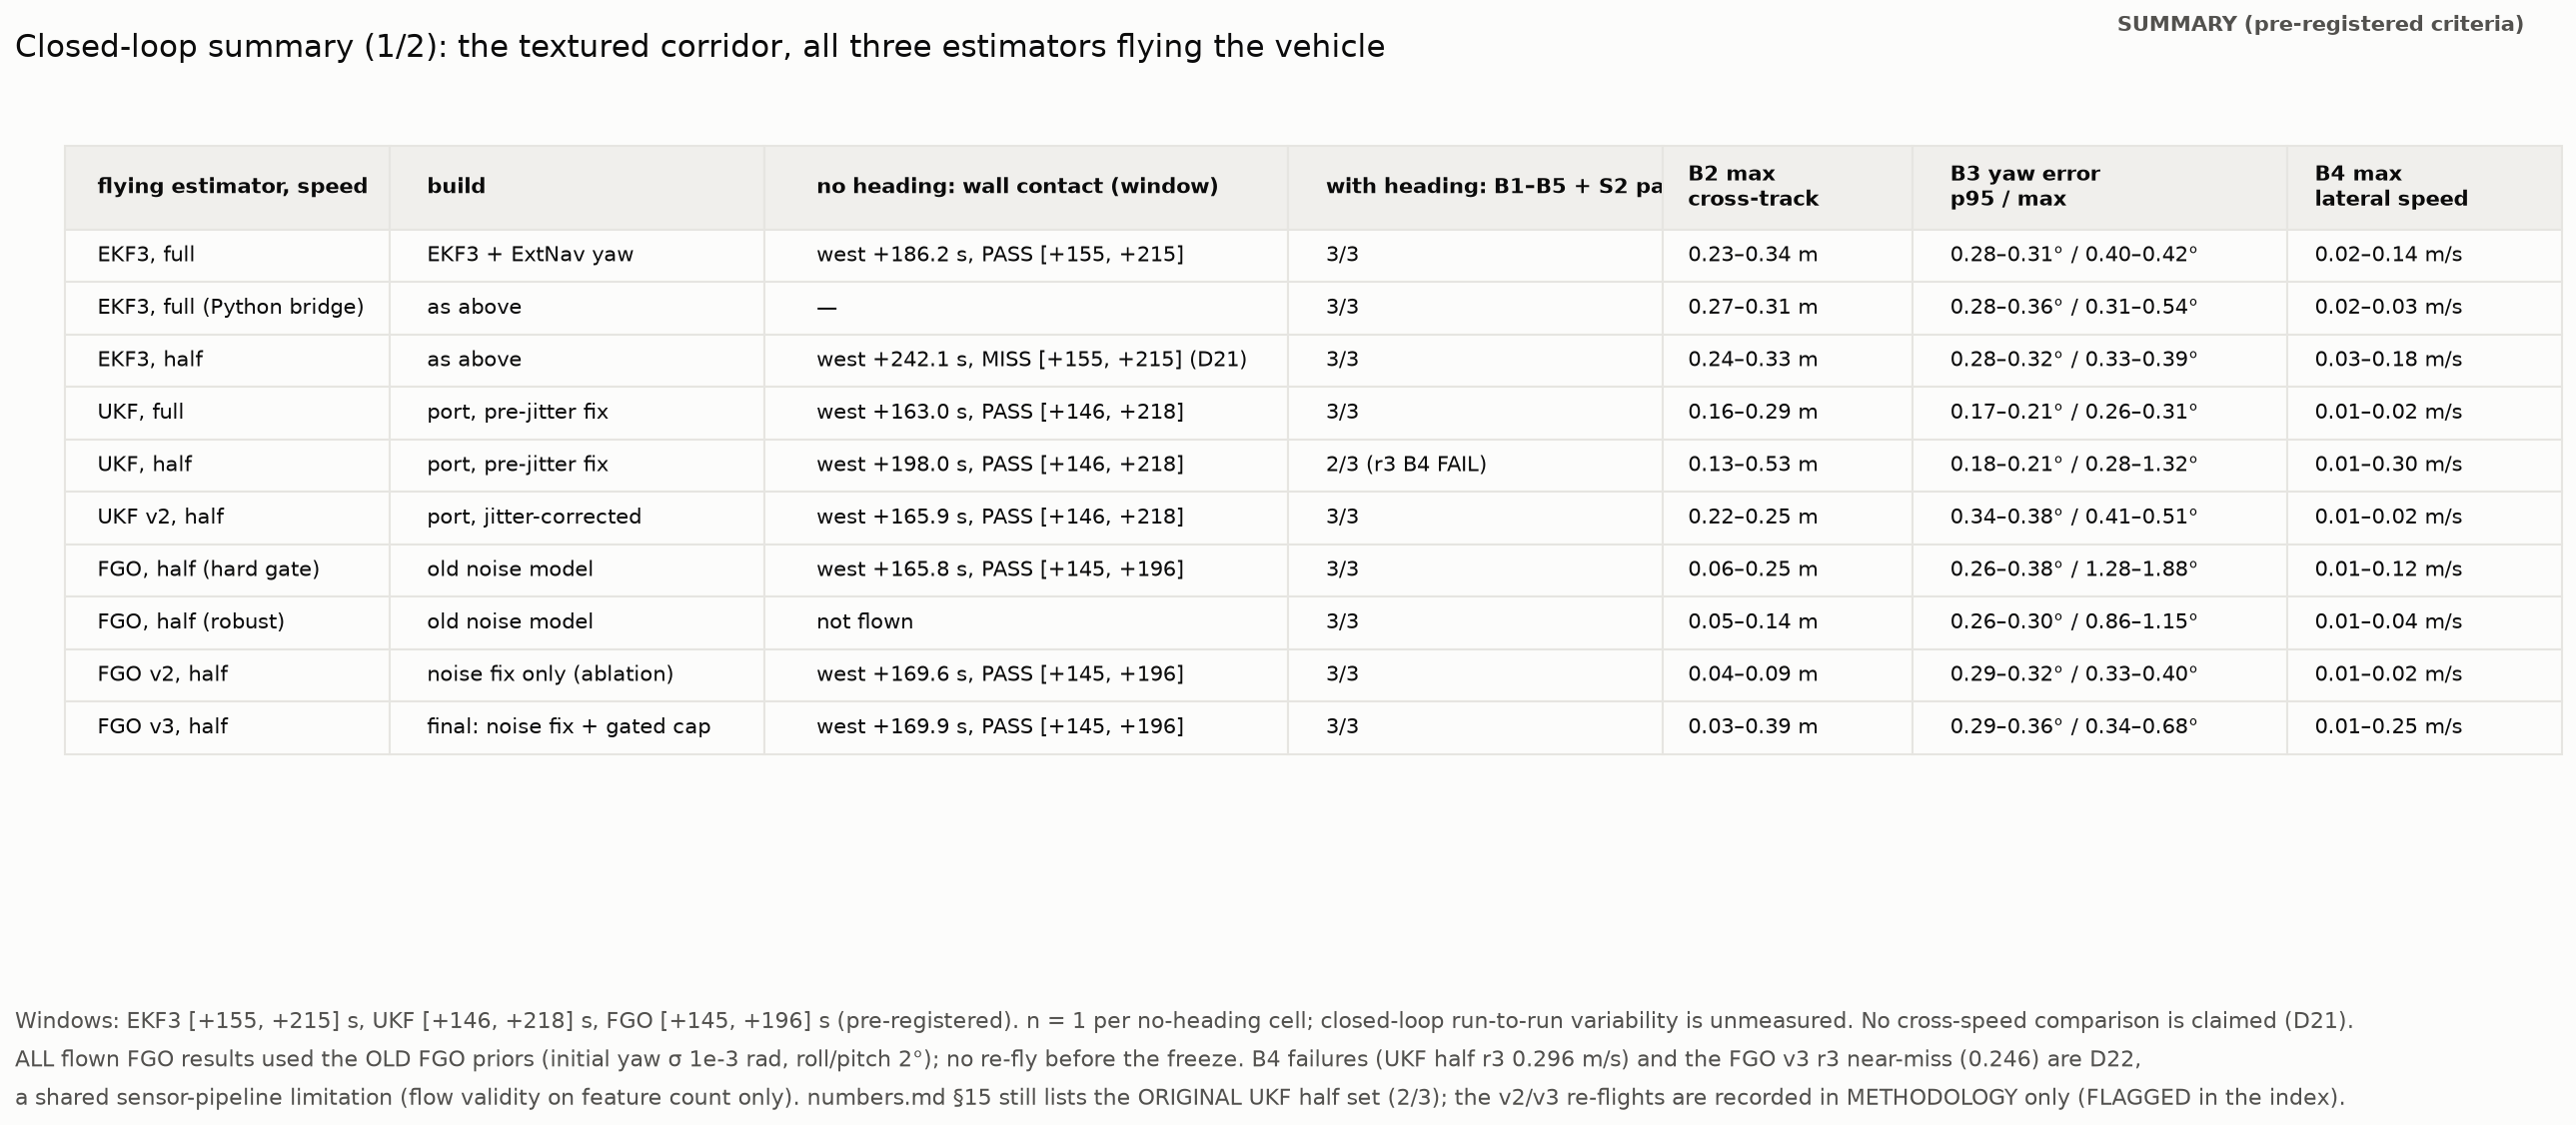 SUMMARY (pre-registered criteria)
Closed-loop summary (1/2): the textured corridor, all three estimators flying the vehicle
flying estimator, speed | build | no heading: wall contact (window) | with heading: B1–B5 + S2 pa | B2 max cross-track | B3 yaw error p95 / max | B4 max lateral speed
EKF3, full | EKF3 + ExtNav yaw | west +186.2 s, PASS [+155, +215] | 3/3 | 0.23–0.34 m | 0.28–0.31° / 0.40–0.42° | 0.02–0.14 m/s
EKF3, full (Python bridge) | as above | — | 3/3 | 0.27–0.31 m | 0.28–0.36° / 0.31–0.54° | 0.02–0.03 m/s
EKF3, half | as above | west +242.1 s, MISS [+155, +215] (D21) | 3/3 | 0.24–0.33 m | 0.28–0.32° / 0.33–0.39° | 0.03–0.18 m/s
UKF, full | port, pre-jitter fix | west +163.0 s, PASS [+146, +218] | 3/3 | 0.16–0.29 m | 0.17–0.21° / 0.26–0.31° | 0.01–0.02 m/s
UKF, half | port, pre-jitter fix | west +198.0 s, PASS [+146, +218] | 2/3 (r3 B4 FAIL) | 0.13–0.53 m | 0.18–0.21° / 0.28–1.32° | 0.01–0.30 m/s
UKF v2, half | port, jitter-corrected | west +165.9 s, PASS [+146, +218] | 3/3 | 0.22–0.25 m | 0.34–0.38° / 0.41–0.51° | 0.01–0.02 m/s
FGO, half (hard gate) | old noise model | west +165.8 s, PASS [+145, +196] | 3/3 | 0.06–0.25 m | 0.26–0.38° / 1.28–1.88° | 0.01–0.12 m/s
FGO, half (robust) | old noise model | not flown | 3/3 | 0.05–0.14 m | 0.26–0.30° / 0.86–1.15° | 0.01–0.04 m/s
FGO v2, half | noise fix only (ablation) | west +169.6 s, PASS [+145, +196] | 3/3 | 0.04–0.09 m | 0.29–0.32° / 0.33–0.40° | 0.01–0.02 m/s
FGO v3, half | final: noise fix + gated cap | west +169.9 s, PASS [+145, +196] | 3/3 | 0.03–0.39 m | 0.29–0.36° / 0.34–0.68° | 0.01–0.25 m/s
Windows: EKF3 [+155, +215] s, UKF [+146, +218] s, FGO [+145, +196] s (pre-registered). n = 1 per no-heading cell; closed-loop run-to-run variability is unmeasured. No cross-speed comparison is claimed (D21).
ALL flown FGO results used the OLD FGO priors (initial yaw σ 1e-3 rad, roll/pitch 2°); no re-fly before the freeze. B4 failures (UKF half r3 0.296 m/s) and the FGO v3 r3 near-miss (0.246) are D22,
a shared sensor-pipeline limitation (flow validity on feature count only). numbers.md §15 still lists the ORIGINAL UKF half set (2/3); the v2/v3 re-flights are recorded in METHODOLOGY only (FLAGGED in the index).